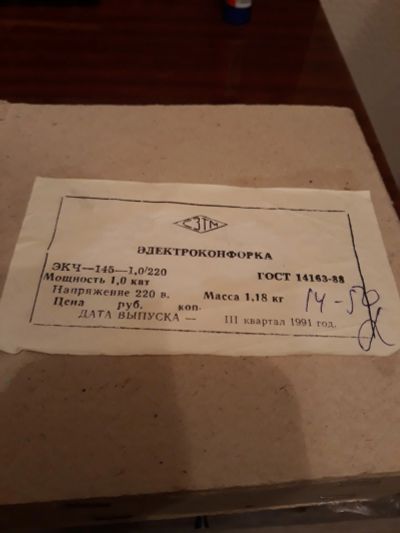 СЗТМ
ЭЛЕКТРОКОНФОРКА
ЭКЧ—145—1,0/220 ГОСТ 14163-88
Мощность 1,0 квт
Напряжение 220 в. Масса 1,18 кг 14-50
Цена руб. коп.
ДАТА ВЫПУСКА — III квартал 1991 год.